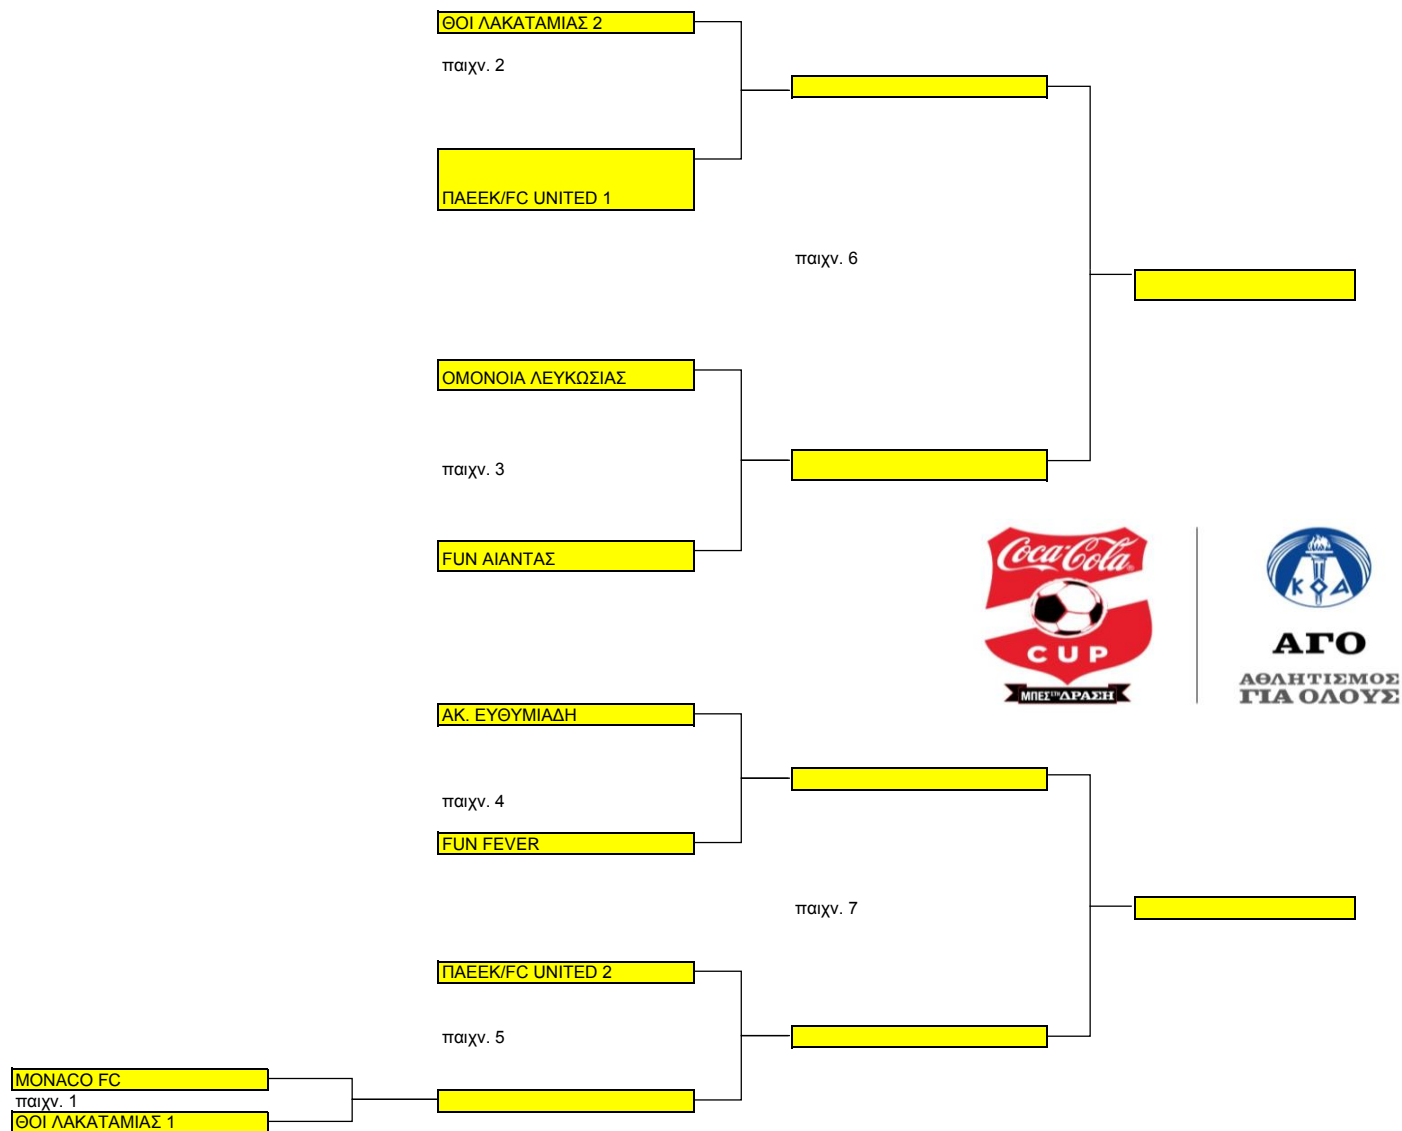 ΘΟΙ ΛΑΚΑΤΑΜΙΑΣ 2
παιχν. 2
ΠΑΕΕΚ/FC UNITED 1
παιχν. 6
ΟΜΟΝΟΙΑ ΛΕΥΚΩΣΙΑΣ
παιχν. 3
FUN ΑΙΑΝΤΑΣ
Coca-Cola
CUP
ΜΠΕΣ ΣΤΗ ΔΡΑΣΗ
ΚΟΑ
ΑΓΟ
ΑΘΛΗΤΙΣΜΟΣ
ΓΙΑ ΟΛΟΥΣ
ΑΚ. ΕΥΘΥΜΙΑΔΗ
παιχν. 4
FUN FEVER
παιχν. 7
ΠΑΕΕΚ/FC UNITED 2
παιχν. 5
MONACO FC
παιχν. 1
ΘΟΙ ΛΑΚΑΤΑΜΙΑΣ 1